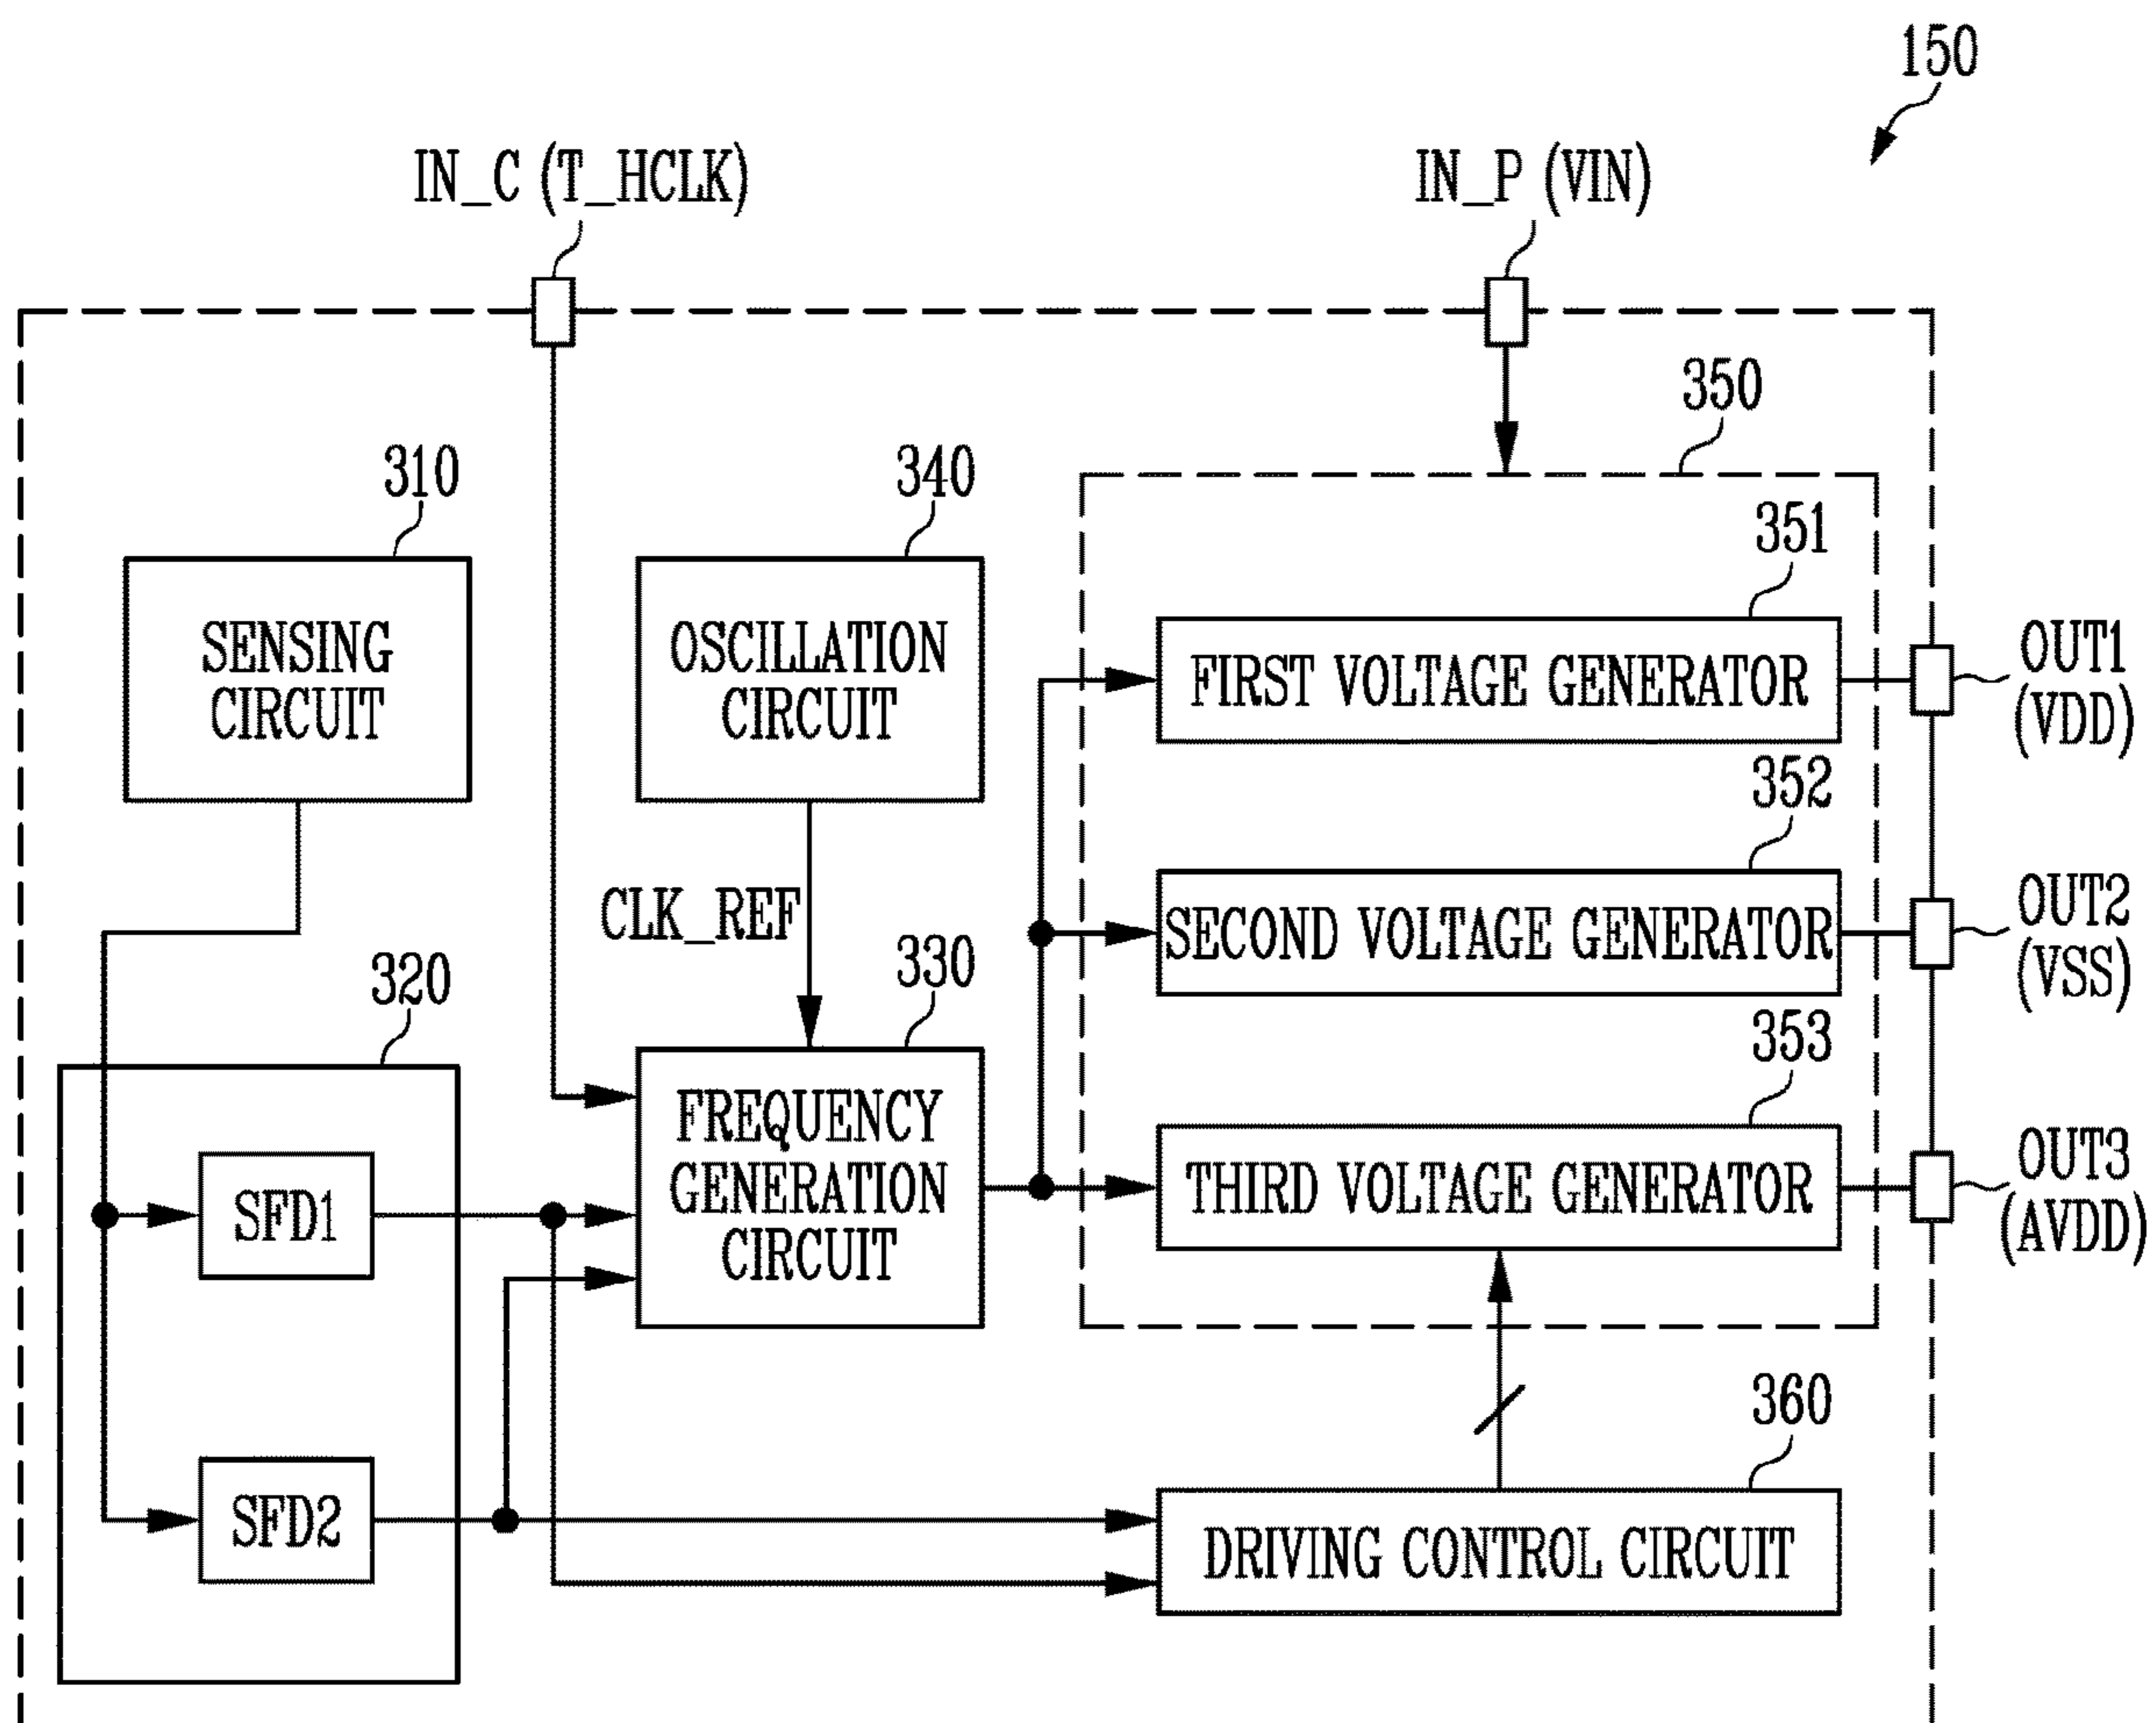 150
IN_C (T_HCLK)
IN_P (VIN)
350
310
340
351
SENSING
CIRCUIT
OSCILLATION
CIRCUIT
FIRST VOLTAGE GENERATOR
OUT1
(VDD)
352
CLK_REF
SECOND VOLTAGE GENERATOR
OUT2
(VSS)
320
330
353
FREQUENCY
GENERATION
CIRCUIT
THIRD VOLTAGE GENERATOR
OUT3
(AVDD)
SFD1
360
SFD2
DRIVING CONTROL CIRCUIT